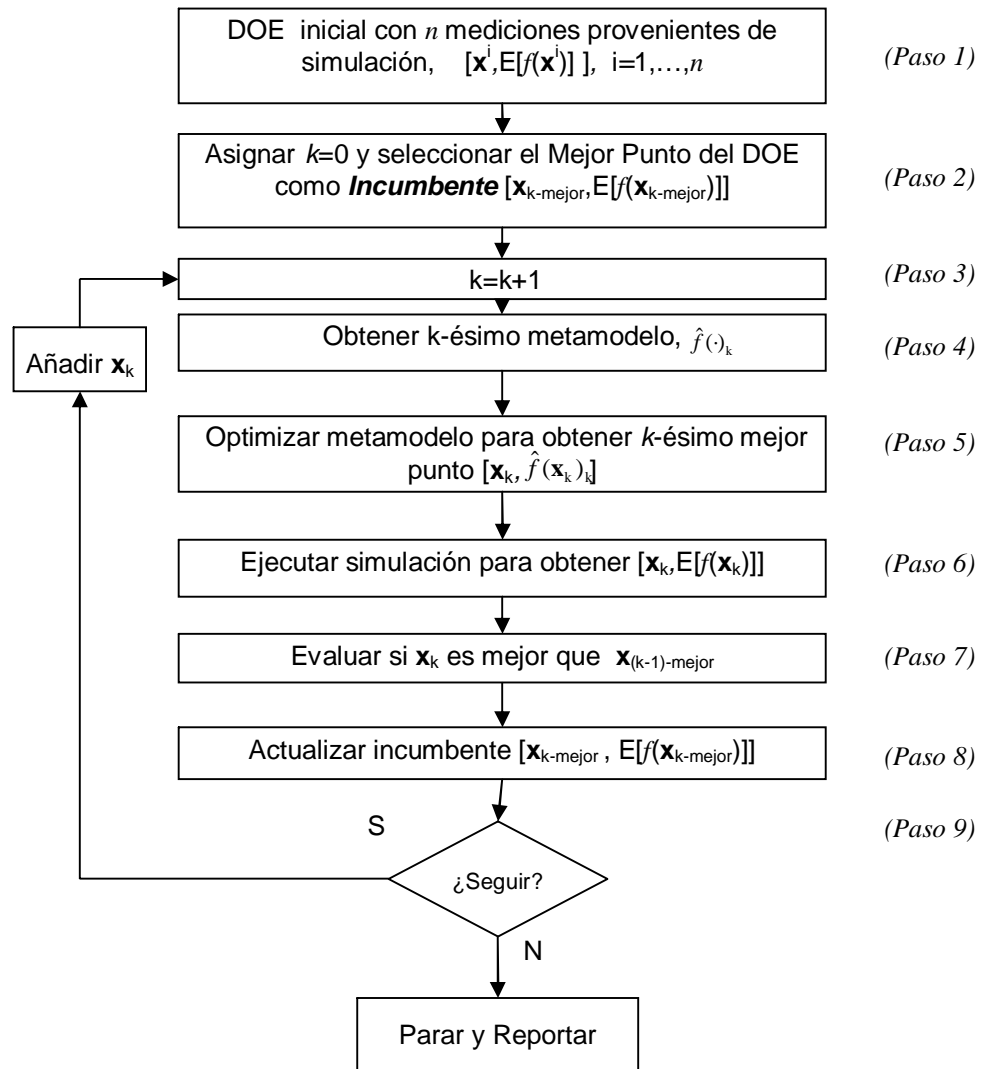 DOE inicial con n mediciones provenientes de
simulación, [xⁱ,E[f(xⁱ)] ], i=1,…,n
(Paso 1)
Asignar k=0 y seleccionar el Mejor Punto del DOE
como Incumbente [x_k-mejor,E[f(x_k-mejor)]]
(Paso 2)
k=k+1
(Paso 3)
Obtener k-ésimo metamodelo, f̂(·)_k
(Paso 4)
Añadir x_k
Optimizar metamodelo para obtener k-ésimo mejor
punto [x_k, f̂(x_k)_k]
(Paso 5)
Ejecutar simulación para obtener [x_k,E[f(x_k)]]
(Paso 6)
Evaluar si x_k es mejor que x_(k-1)-mejor
(Paso 7)
Actualizar incumbente [x_k-mejor , E[f(x_k-mejor)]]
(Paso 8)
S
(Paso 9)
¿Seguir?
N
Parar y Reportar